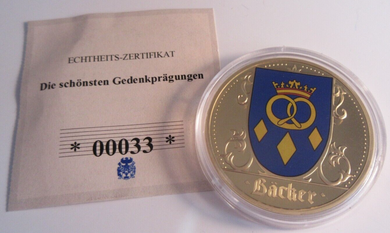 ECHTHEITS-ZERTIFIKAT
Die schönsten Gedenkprägungen
* 00033 *
· Bäcker ·